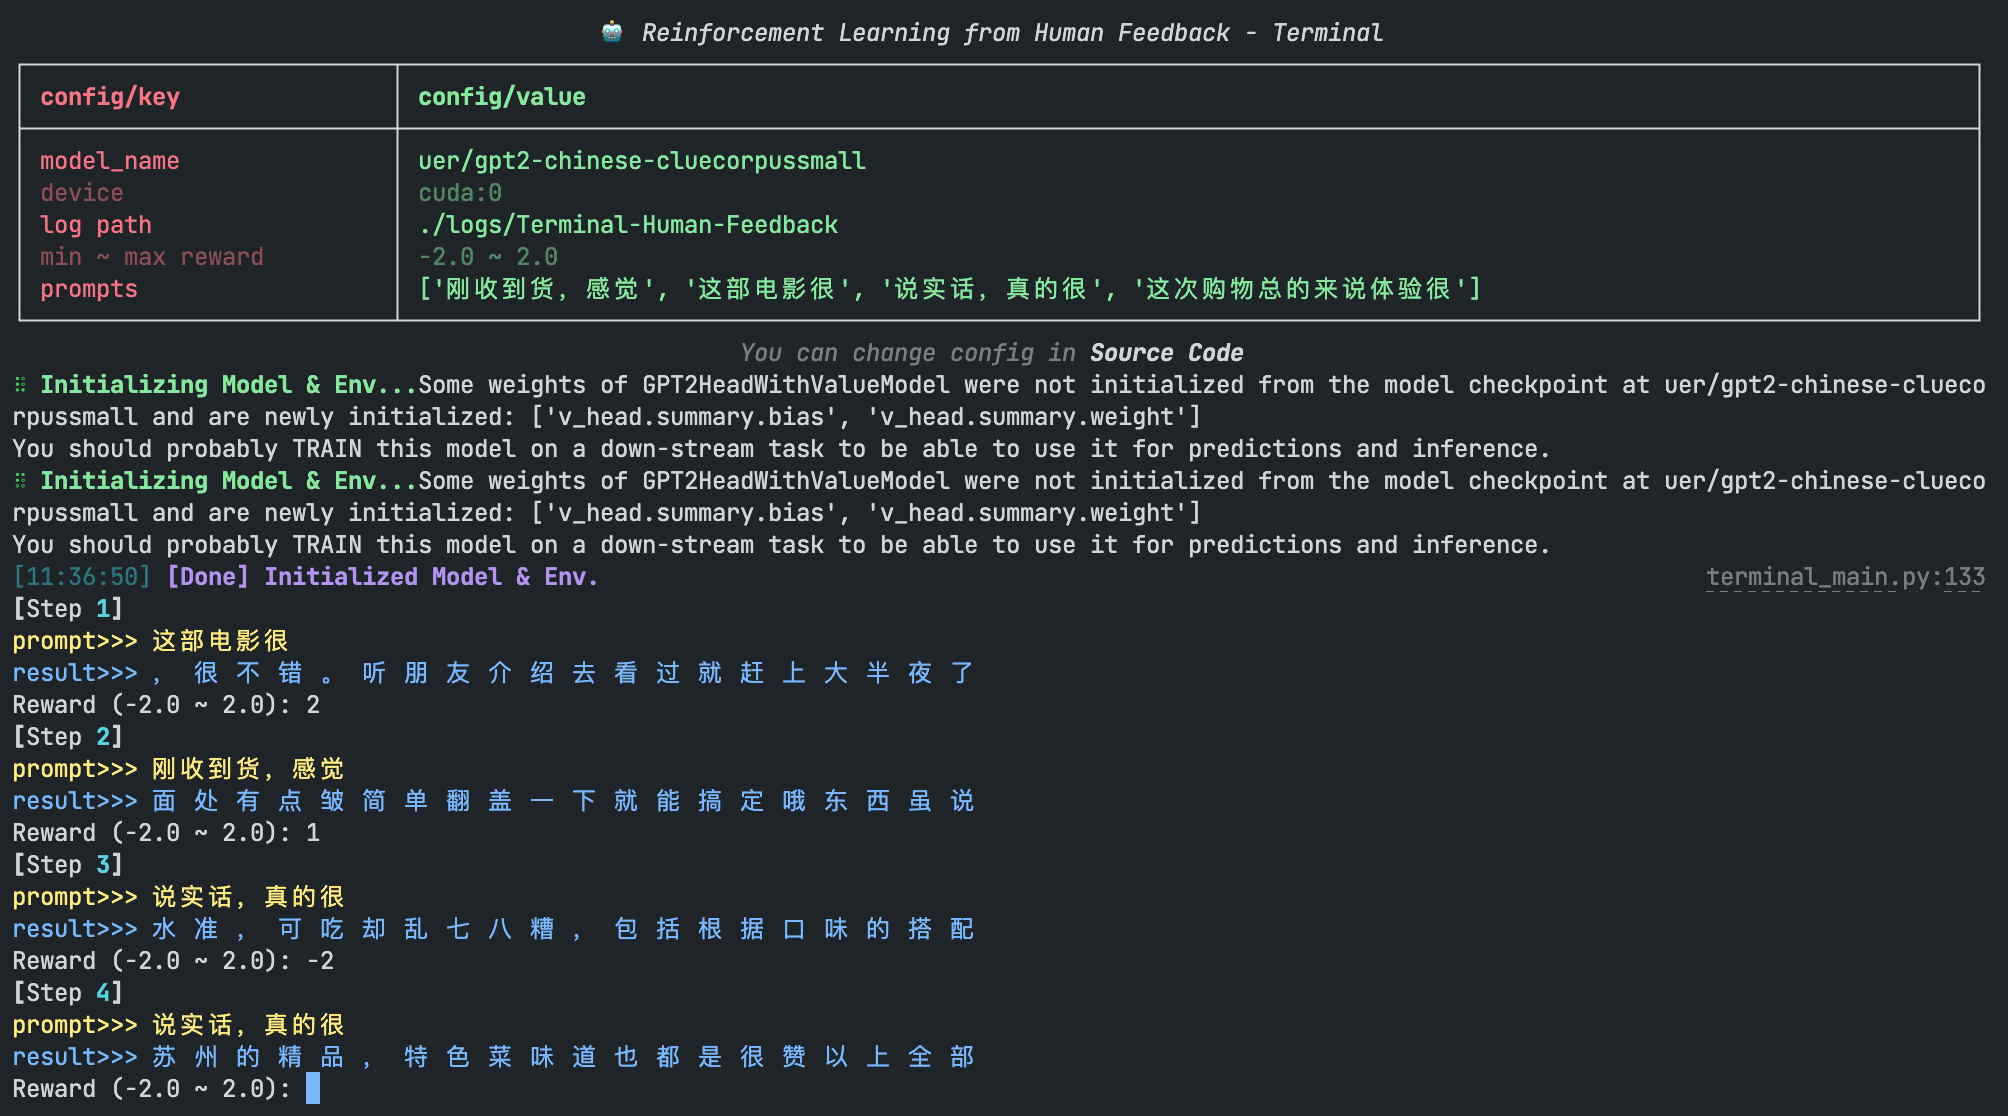 🤖 Reinforcement Learning from Human Feedback - Terminal
config/key config/value
model_name uer/gpt2-chinese-cluecorpussmall
device cuda:0
log path ./logs/Terminal-Human-Feedback
min ~ max reward -2.0 ~ 2.0
prompts ['刚收到货，感觉', '这部电影很', '说实话，真的很', '这次购物总的来说体验很']
You can change config in Source Code
⠿ Initializing Model & Env...Some weights of GPT2HeadWithValueModel were not initialized from the model checkpoint at uer/gpt2-chinese-clueco
rpussmall and are newly initialized: ['v_head.summary.bias', 'v_head.summary.weight']
You should probably TRAIN this model on a down-stream task to be able to use it for predictions and inference.
⠿ Initializing Model & Env...Some weights of GPT2HeadWithValueModel were not initialized from the model checkpoint at uer/gpt2-chinese-clueco
rpussmall and are newly initialized: ['v_head.summary.bias', 'v_head.summary.weight']
You should probably TRAIN this model on a down-stream task to be able to use it for predictions and inference.
[11:36:50] [Done] Initialized Model & Env. terminal_main.py:133
[Step 1]
prompt>>> 这部电影很
result>>> ， 很 不 错 。 听 朋 友 介 绍 去 看 过 就 赶 上 大 半 夜 了
Reward (-2.0 ~ 2.0): 2
[Step 2]
prompt>>> 刚收到货，感觉
result>>> 面 处 有 点 皱 简 单 翻 盖 一 下 就 能 搞 定 哦 东 西 虽 说
Reward (-2.0 ~ 2.0): 1
[Step 3]
prompt>>> 说实话，真的很
result>>> 水 准 ， 可 吃 却 乱 七 八 糟 ， 包 括 根 据 口 味 的 搭 配
Reward (-2.0 ~ 2.0): -2
[Step 4]
prompt>>> 说实话，真的很
result>>> 苏 州 的 精 品 ， 特 色 菜 味 道 也 都 是 很 赞 以 上 全 部
Reward (-2.0 ~ 2.0):